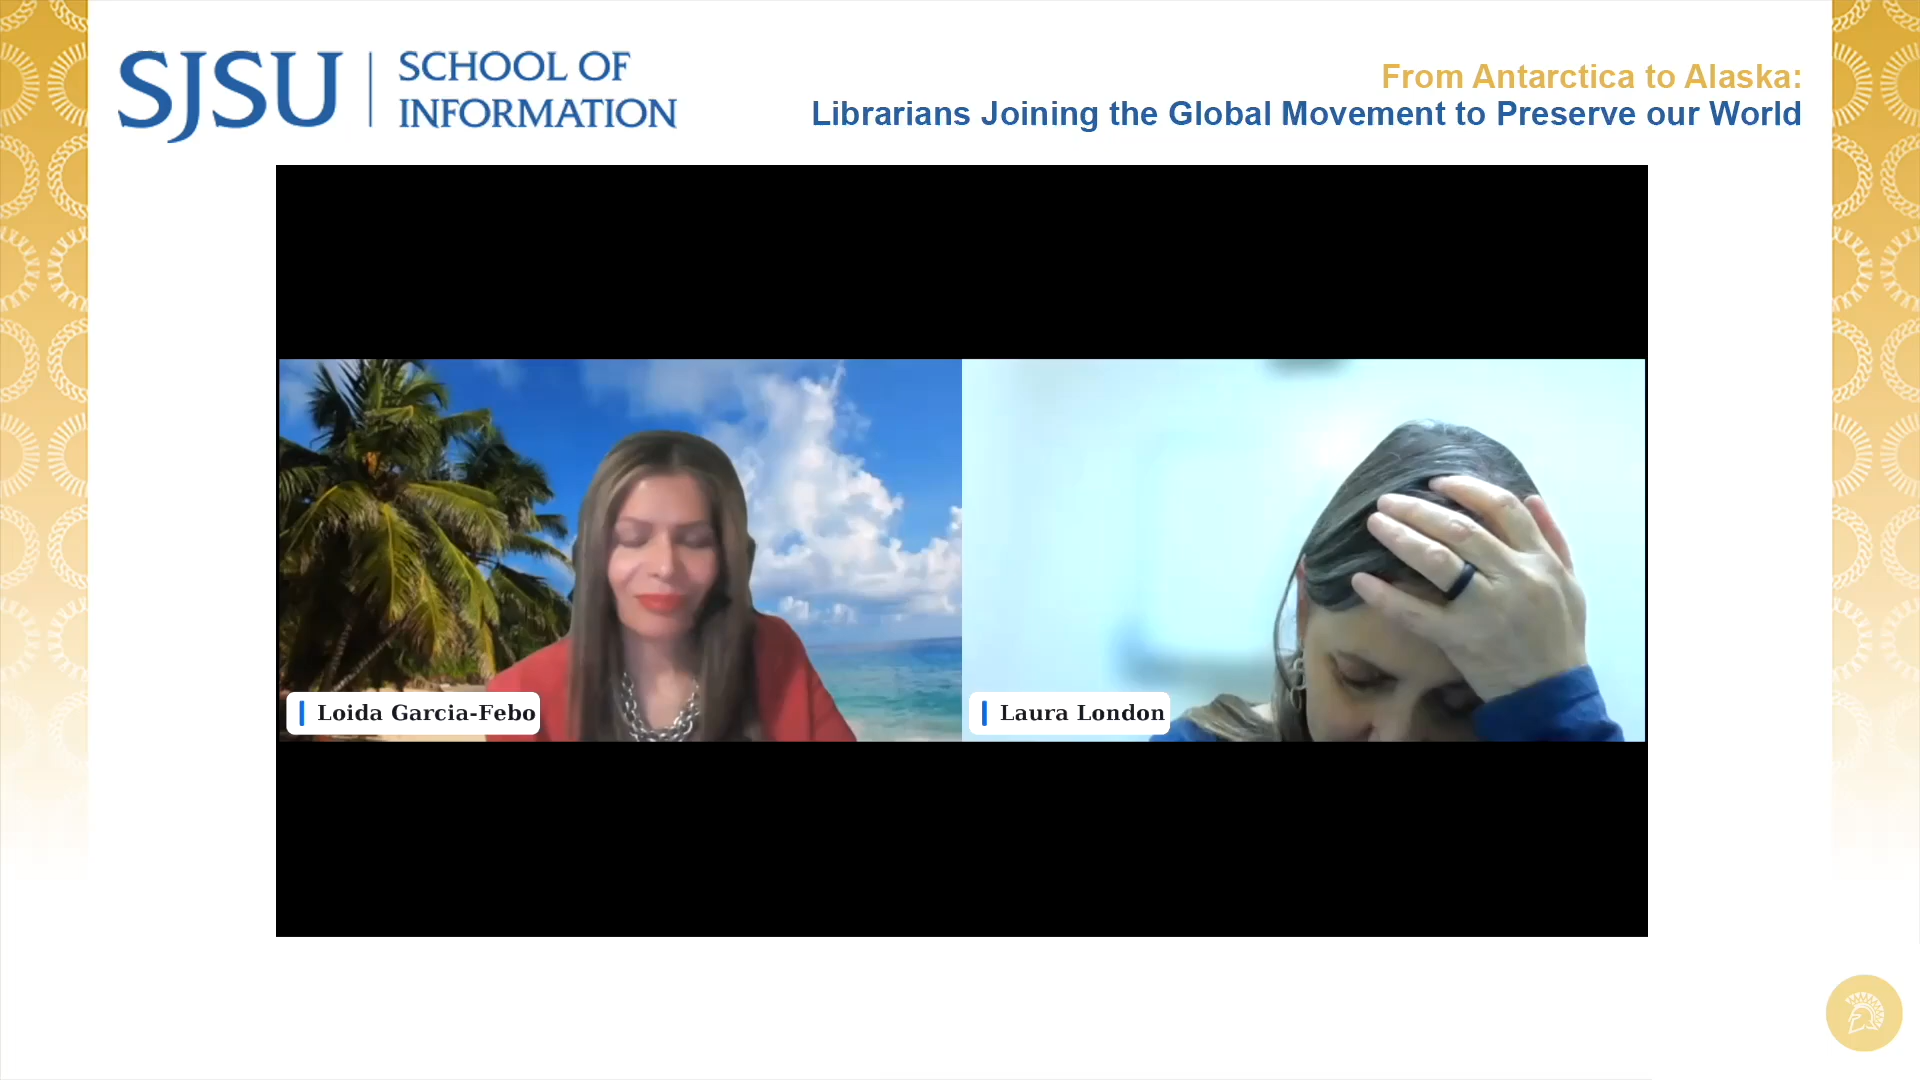 SJSU
SCHOOL OF
INFORMATION
From Antarctica to Alaska:
Librarians Joining the Global Movement to Preserve our World
Loida Garcia-Febo
Laura London